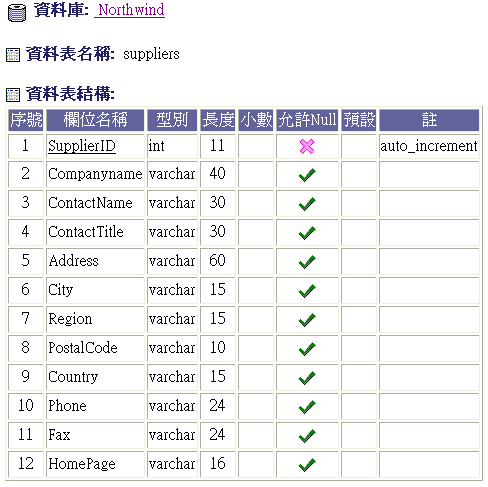 資料庫: Northwind
資料表名稱: suppliers
資料表結構:
序號 欄位名稱 型別 長度 小數 允許Null 預設 註
1 SupplierID int 11 auto_increment
2 Companyname varchar 40
3 ContactName varchar 30
4 ContactTitle varchar 30
5 Address varchar 60
6 City varchar 15
7 Region varchar 15
8 PostalCode varchar 10
9 Country varchar 15
10 Phone varchar 24
11 Fax varchar 24
12 HomePage varchar 16